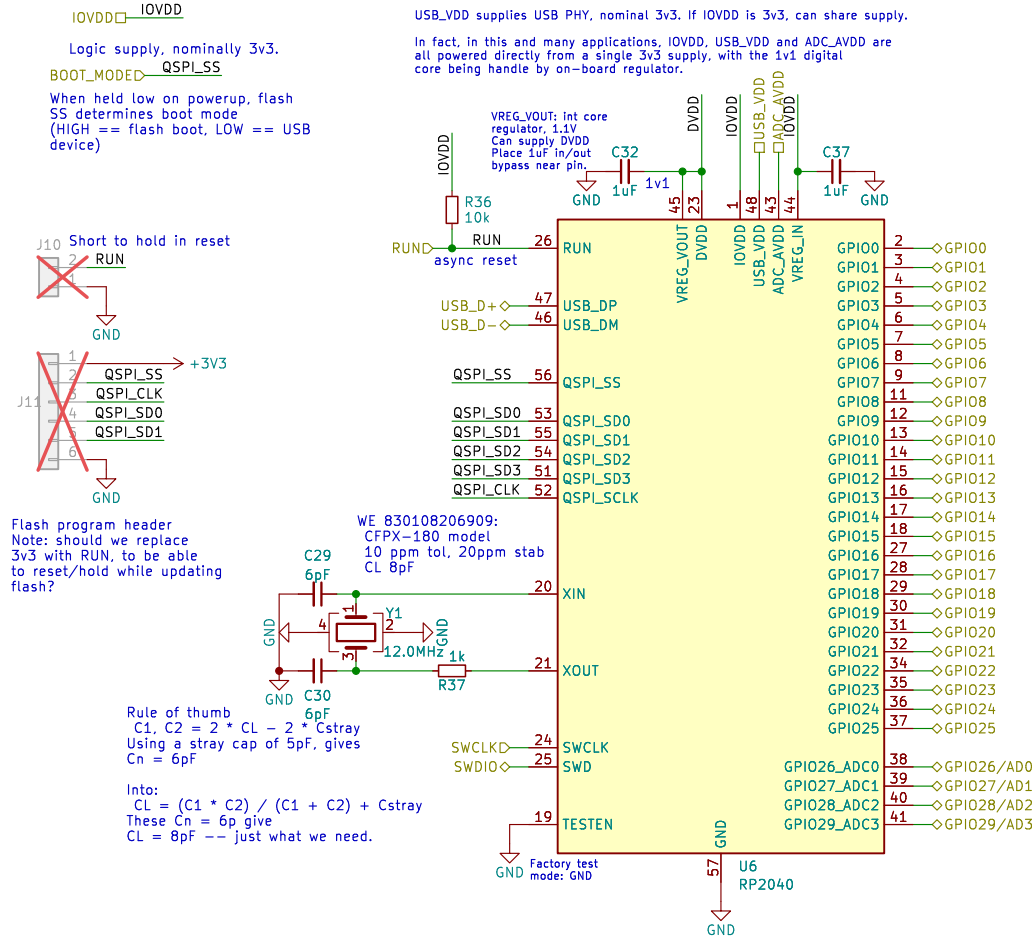 IOVDD
IOVDD
Logic supply, nominally 3v3.
BOOT_MODE
QSPI_SS
When held low on powerup, flash
SS determines boot mode
(HIGH == flash boot, LOW == USB
device)
USB_VDD supplies USB PHY, nominal 3v3. If IOVDD is 3v3, can share supply.
In fact, in this and many applications, IOVDD, USB_VDD and ADC_AVDD are
all powered directly from a single 3v3 supply, with the 1v1 digital
core being handle by on-board regulator.
VREG_VOUT: int core
regulator, 1.1V
Can supply DVDD
Place 1uF in/out
bypass near pin.
DVDD
IOVDD
USB_VDD
ADC_AVDD
IOVDD
C32
1uF
GND
1v1
C37
1uF
GND
45
23
1
48
43
44
VREG_VOUT
DVDD
IOVDD
USB_VDD
ADC_AVDD
VREG_IN
IOVDD
R36
10k
RUN
RUN
async reset
26
RUN
J10
Short to hold in reset
2
RUN
1
GND
J11
1
+3V3
2
QSPI_SS
3
QSPI_CLK
4
QSPI_SD0
5
QSPI_SD1
6
GND
Flash program header
Note: should we replace
3v3 with RUN, to be able
to reset/hold while updating
flash?
USB_D+
47
USB_DP
USB_D-
46
USB_DM
QSPI_SS
56
QSPI_SS
QSPI_SD0
53
QSPI_SD0
QSPI_SD1
55
QSPI_SD1
QSPI_SD2
54
QSPI_SD2
QSPI_SD3
51
QSPI_SD3
QSPI_CLK
52
QSPI_SCLK
WE 830108206909:
CFPX-180 model
10 ppm tol, 20ppm stab
CL 8pF
C29
6pF
20
XIN
GND
4
1
Y1
2
GND
3
12.0MHz
GND
C30
6pF
1k
R37
21
XOUT
Rule of thumb
C1, C2 = 2 * CL - 2 * Cstray
Using a stray cap of 5pF, gives
Cn = 6pF
Into:
CL = (C1 * C2) / (C1 + C2) + Cstray
These Cn = 6p give
CL = 8pF -- just what we need.
SWCLK
24
SWCLK
SWDIO
25
SWD
19
TESTEN
GND
Factory test
mode: GND
GND
57
GND
U6
RP2040
GPIO0 2 GPIO0
GPIO1 3 GPIO1
GPIO2 4 GPIO2
GPIO3 5 GPIO3
GPIO4 6 GPIO4
GPIO5 7 GPIO5
GPIO6 8 GPIO6
GPIO7 9 GPIO7
GPIO8 11 GPIO8
GPIO9 12 GPIO9
GPIO10 13 GPIO10
GPIO11 14 GPIO11
GPIO12 15 GPIO12
GPIO13 16 GPIO13
GPIO14 17 GPIO14
GPIO15 18 GPIO15
GPIO16 27 GPIO16
GPIO17 28 GPIO17
GPIO18 29 GPIO18
GPIO19 30 GPIO19
GPIO20 31 GPIO20
GPIO21 32 GPIO21
GPIO22 34 GPIO22
GPIO23 35 GPIO23
GPIO24 36 GPIO24
GPIO25 37 GPIO25
GPIO26_ADC0 38 GPIO26/AD0
GPIO27_ADC1 39 GPIO27/AD1
GPIO28_ADC2 40 GPIO28/AD2
GPIO29_ADC3 41 GPIO29/AD3